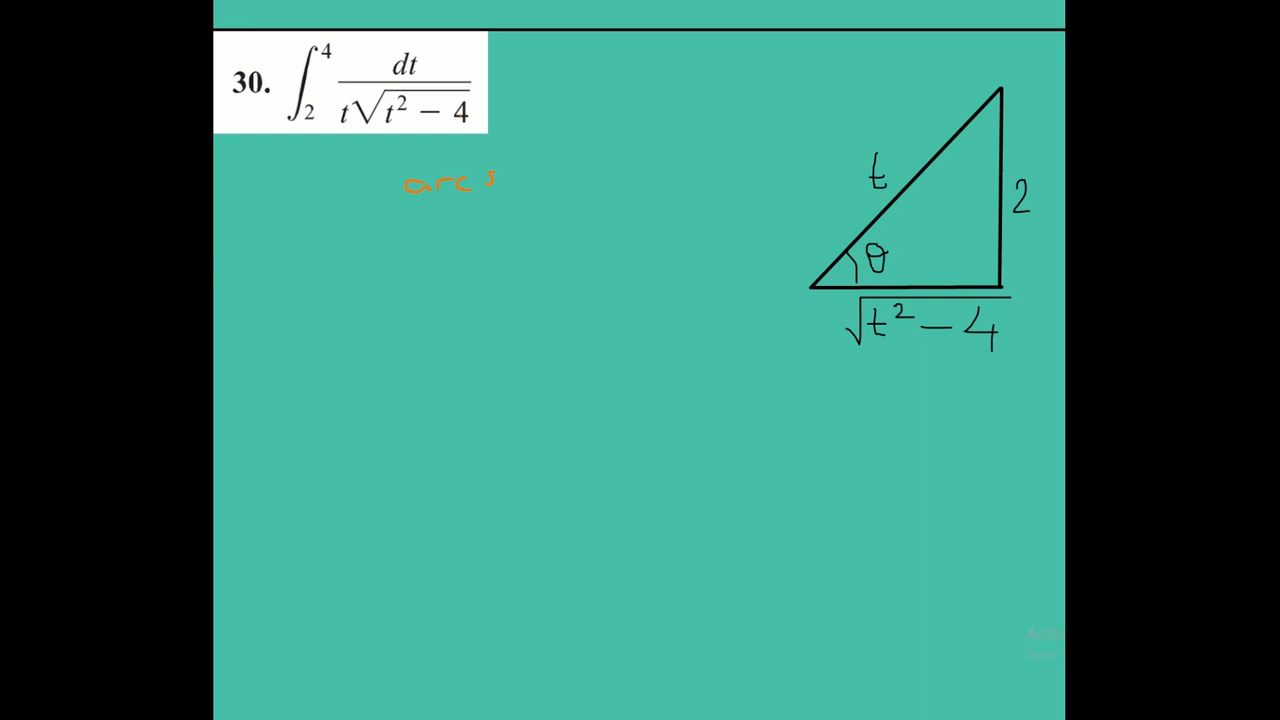 30. ∫₂⁴ dt / (t√(t² − 4))
arc s
t
2
θ
√(t² − 4)